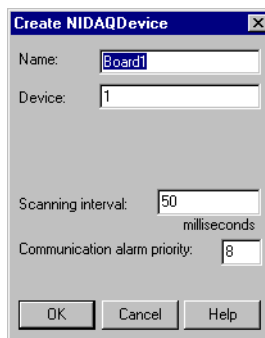 Create NIDAQDevice
Name: Board1
Device: 1
Scanning interval: 50
milliseconds
Communication alarm priority: 8
OK Cancel Help